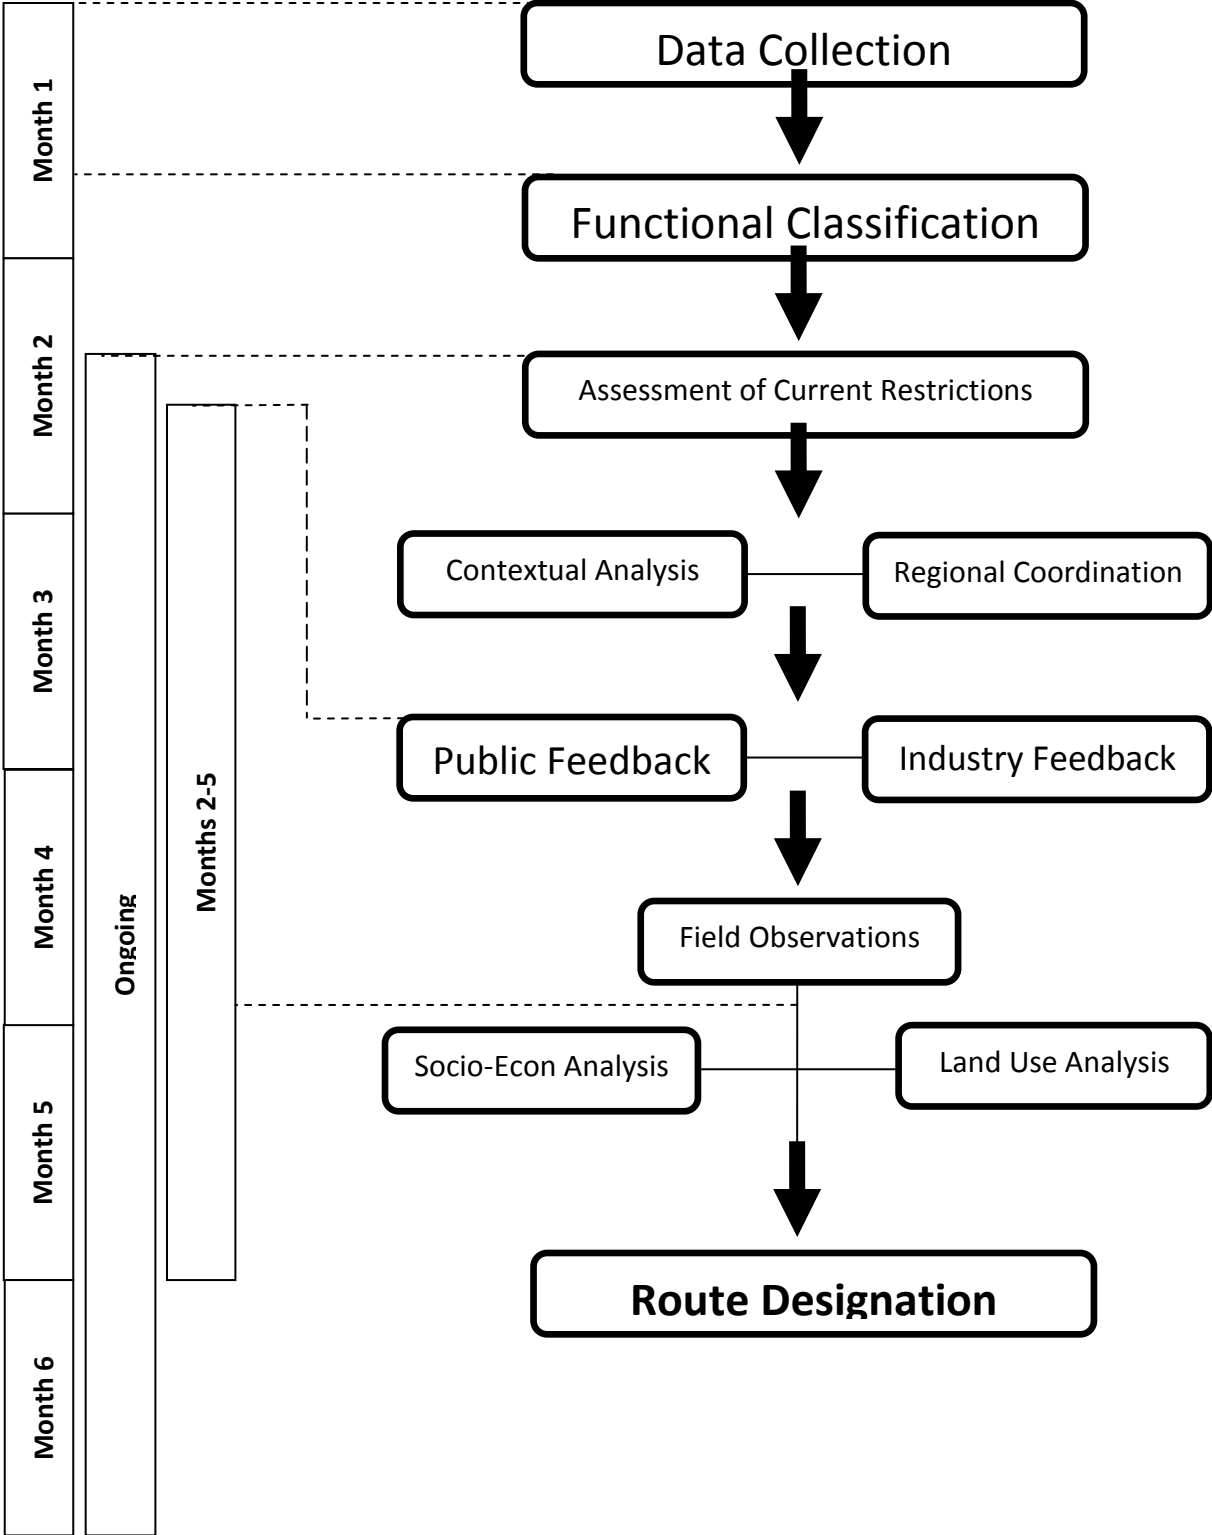 Data Collection
Month 1
Functional Classification
Month 2
Assessment of Current Restrictions
Contextual Analysis
Regional Coordination
Month 3
Public Feedback
Industry Feedback
Months 2-5
Month 4
Ongoing
Field Observations
Socio-Econ Analysis
Land Use Analysis
Month 5
Route Designation
Month 6